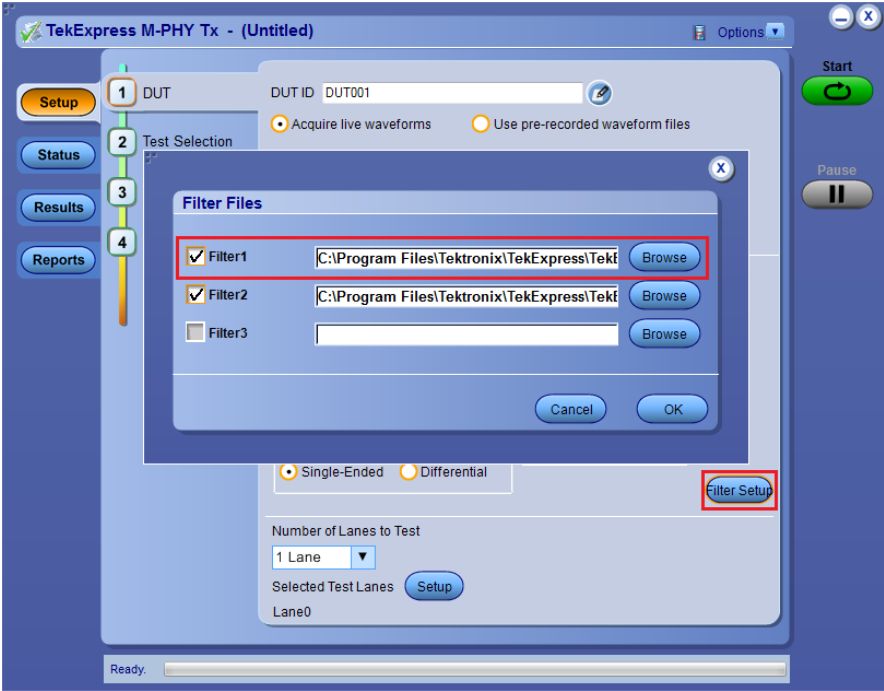 TekExpress M-PHY Tx - (Untitled)
Options
Start
Pause
Setup
Status
Results
Reports
1 DUT
2 Test Selection
3
4
DUT ID DUT001
Acquire live waveforms Use pre-recorded waveform files
Filter Files
Filter1 C:\Program Files\Tektronix\TekExpress\TekE Browse
Filter2 C:\Program Files\Tektronix\TekExpress\TekE Browse
Filter3 Browse
Cancel OK
Single-Ended Differential
Filter Setup
Number of Lanes to Test
1 Lane
Selected Test Lanes Setup
Lane0
Ready.